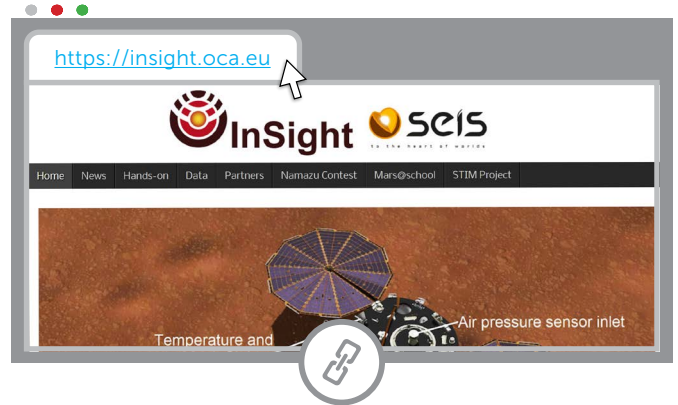 https://insight.oca.eu
InSight seis
to the heart of worlds
Home News Hands-on Data Partners Namazu Contest Mars@school STIM Project
Air pressure sensor inlet
Temperature and